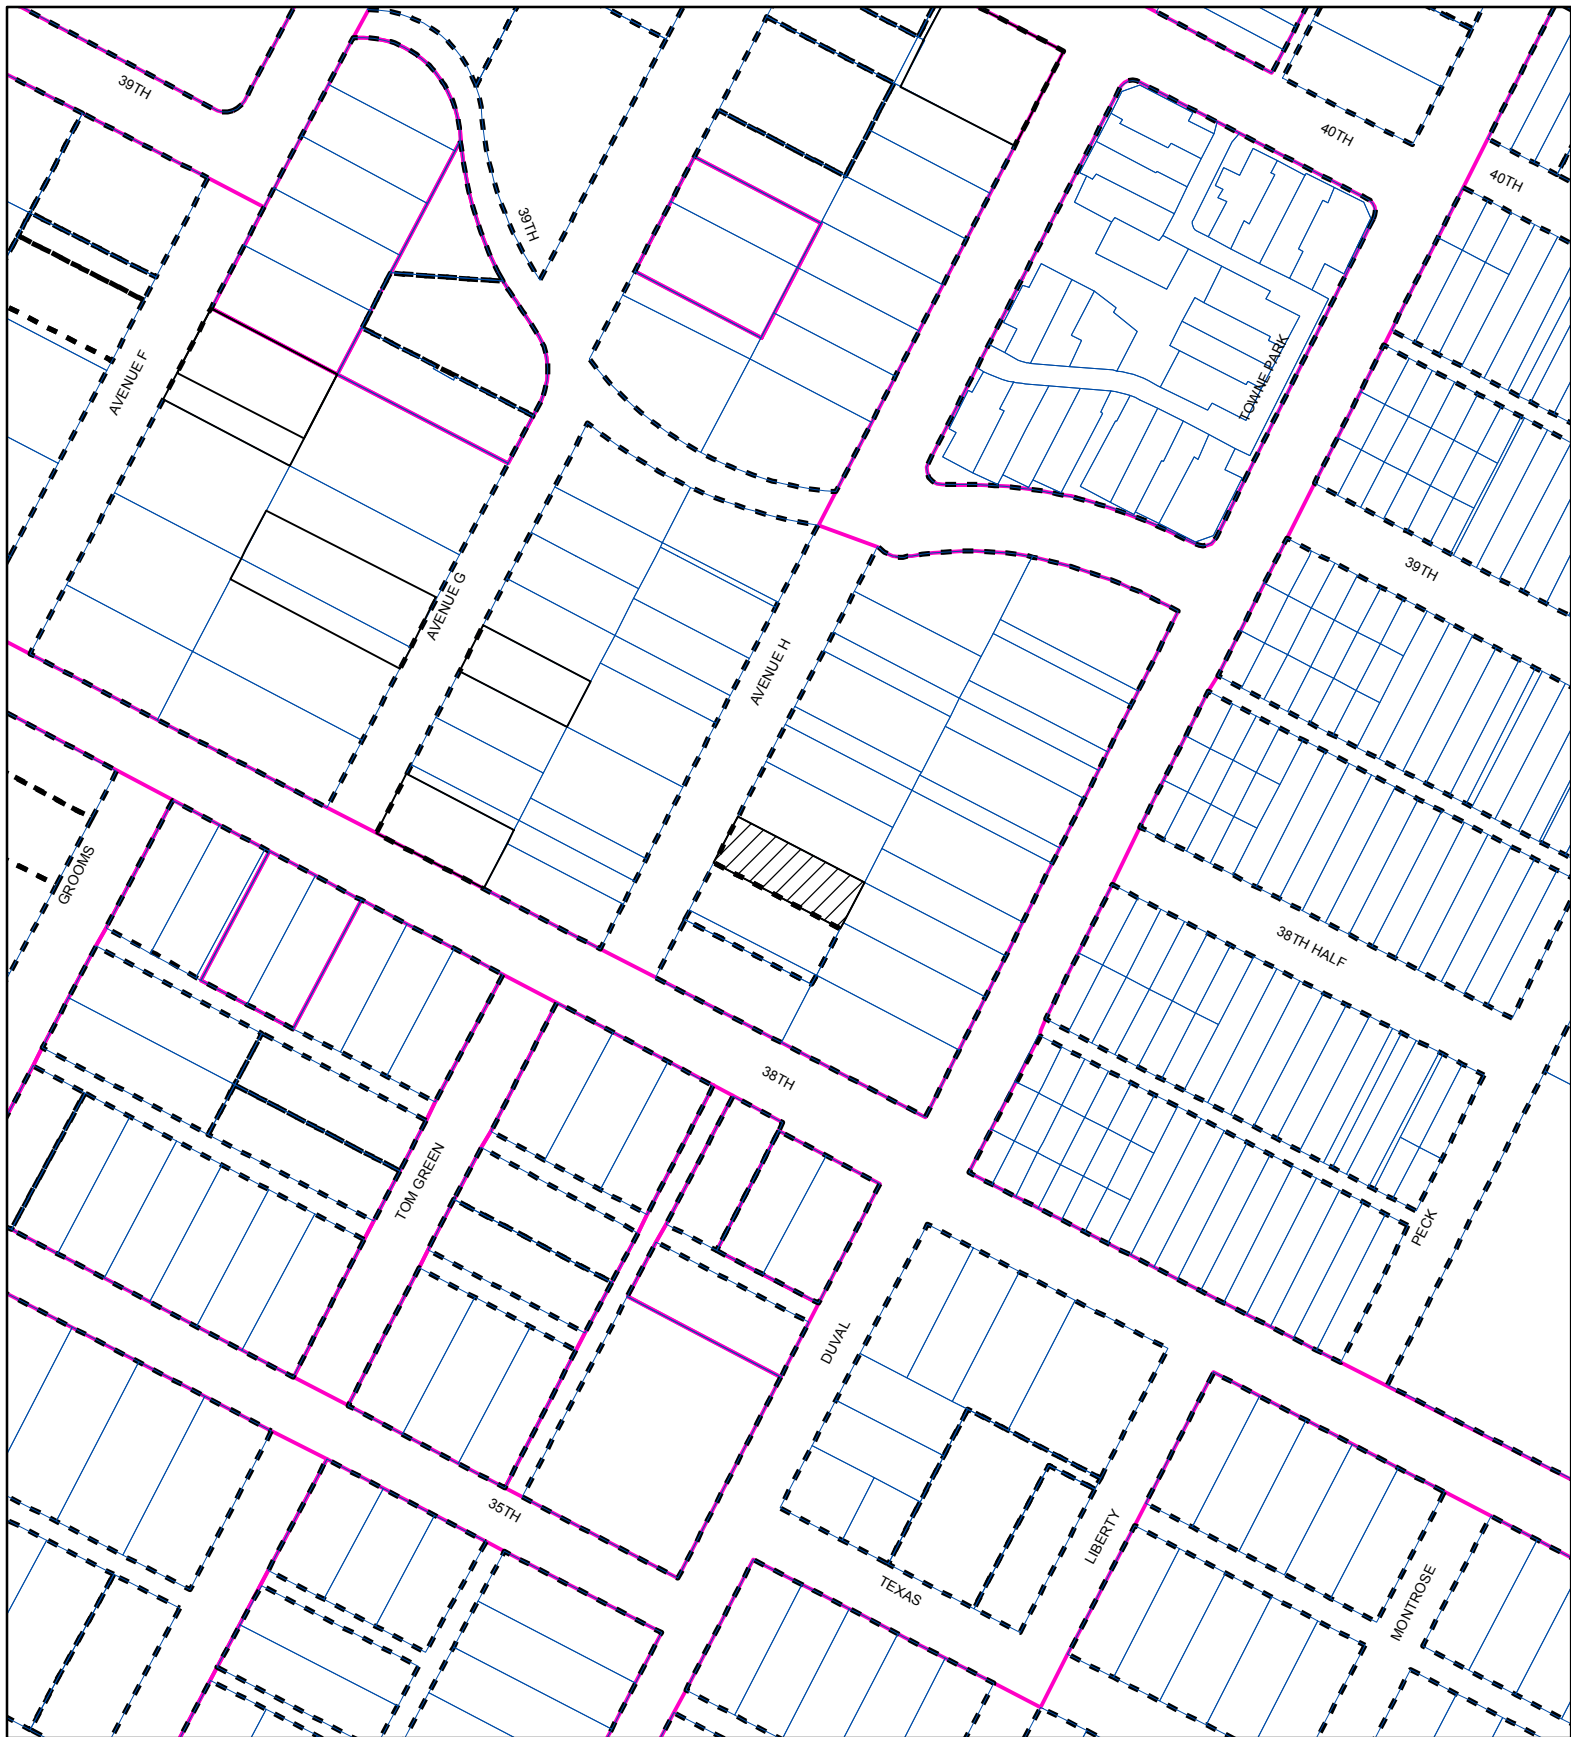 39TH
40TH
40TH
39TH
AVENUE F
TOWNE PARK
39TH
AVENUE G
AVENUE H
GROOMS
38TH HALF
38TH
TOM GREEN
PECK
DUVAL
35TH
LIBERTY
TEXAS
MONTROSE